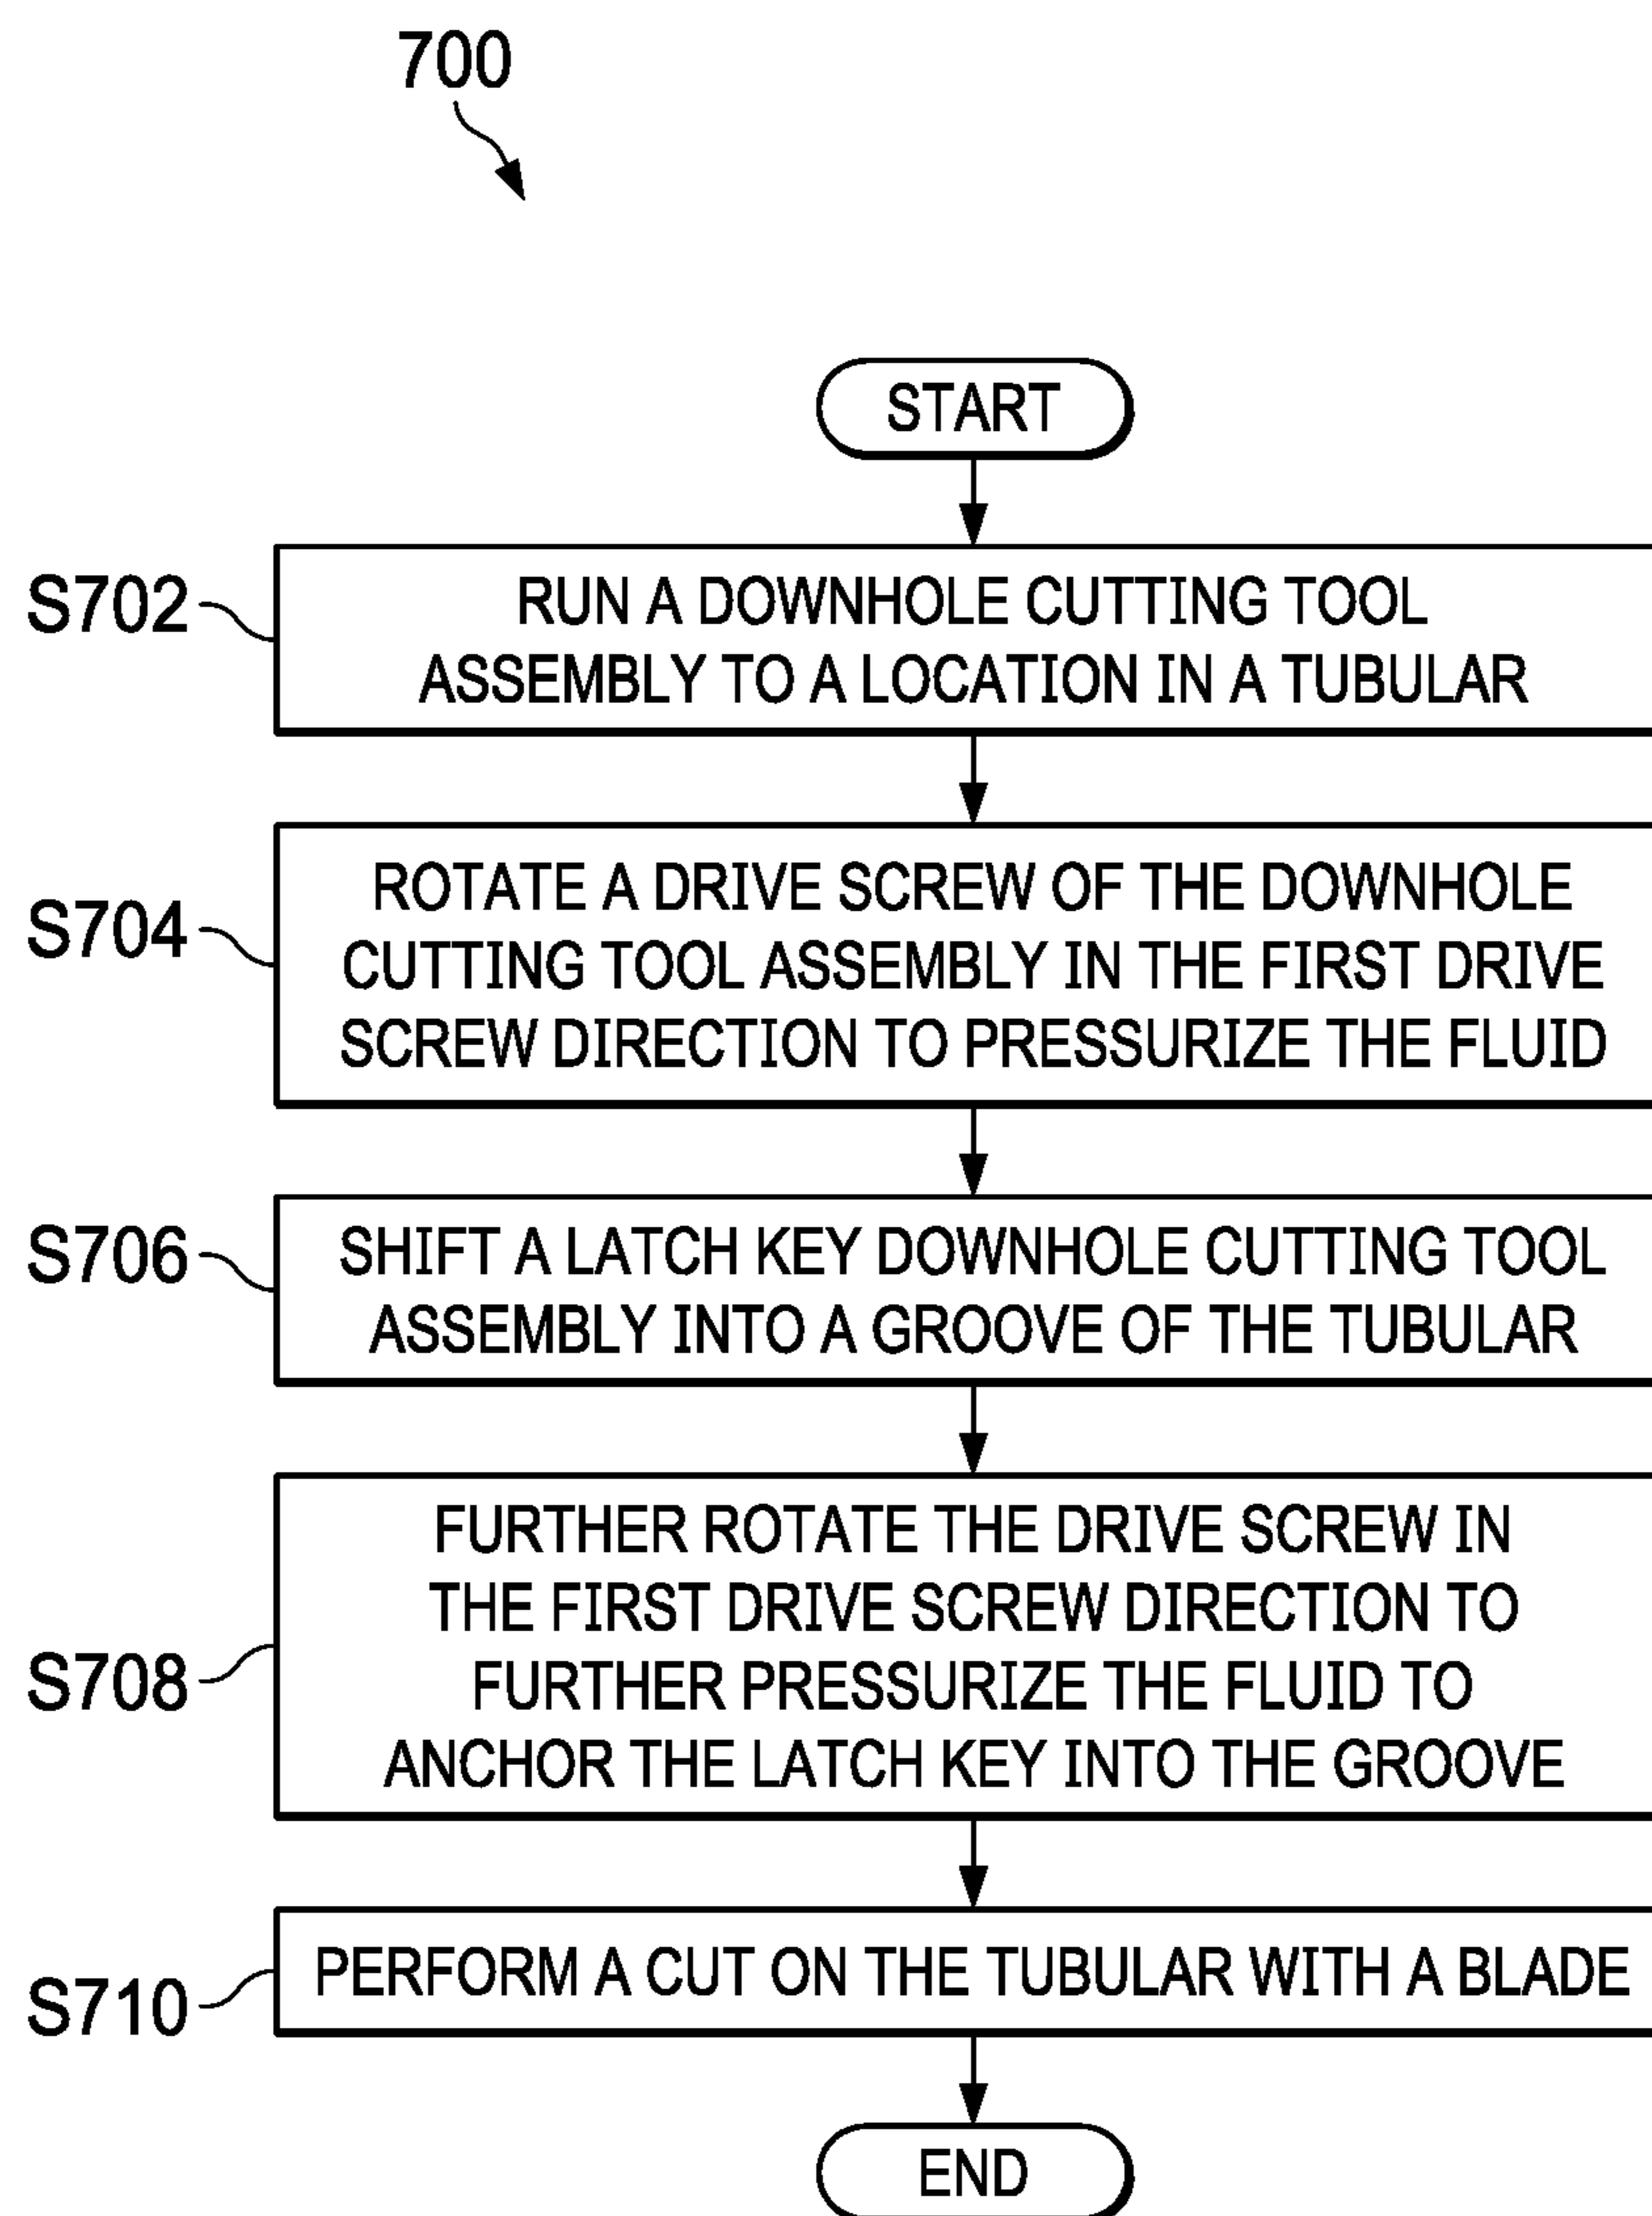 700
START
S702
RUN A DOWNHOLE CUTTING TOOL
ASSEMBLY TO A LOCATION IN A TUBULAR
S704
ROTATE A DRIVE SCREW OF THE DOWNHOLE
CUTTING TOOL ASSEMBLY IN THE FIRST DRIVE
SCREW DIRECTION TO PRESSURIZE THE FLUID
S706
SHIFT A LATCH KEY DOWNHOLE CUTTING TOOL
ASSEMBLY INTO A GROOVE OF THE TUBULAR
S708
FURTHER ROTATE THE DRIVE SCREW IN
THE FIRST DRIVE SCREW DIRECTION TO
FURTHER PRESSURIZE THE FLUID TO
ANCHOR THE LATCH KEY INTO THE GROOVE
S710
PERFORM A CUT ON THE TUBULAR WITH A BLADE
END